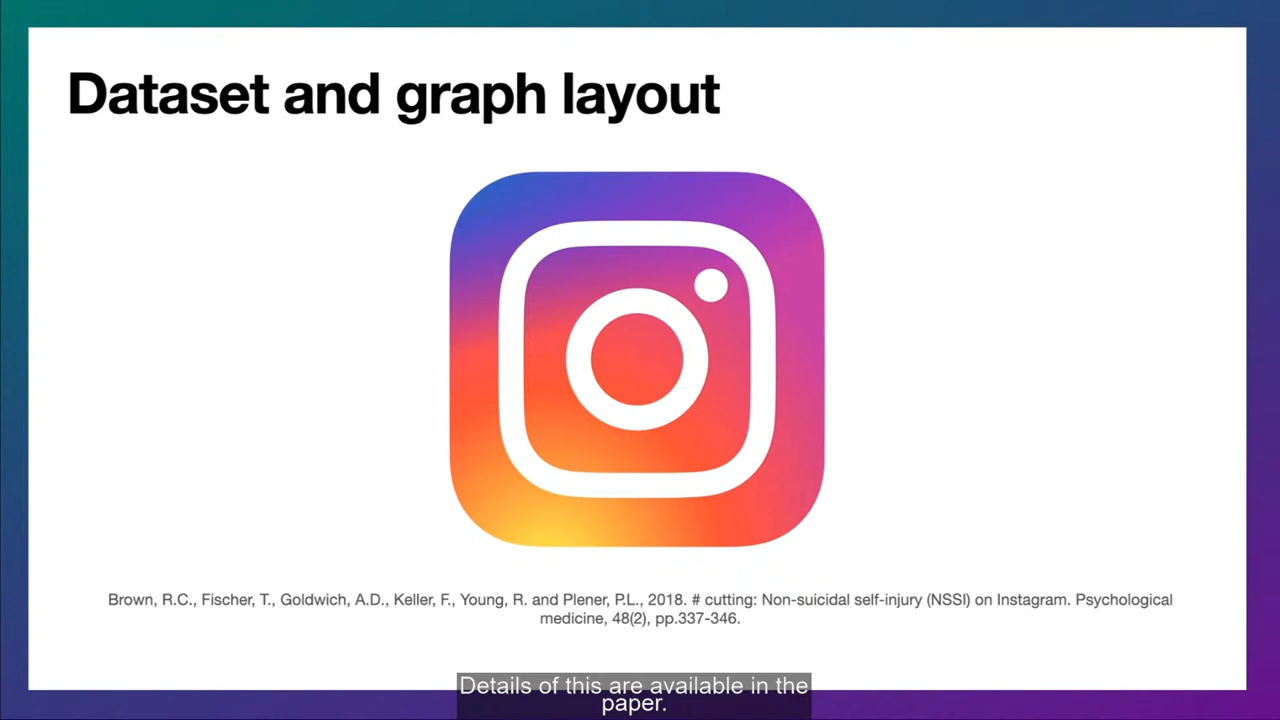 Dataset and graph layout
Brown, R.C., Fischer, T., Goldwich, A.D., Keller, F., Young, R. and Plener, P.L., 2018. # cutting: Non-suicidal self-injury (NSSI) on Instagram. Psychological
medicine, 48(2), pp.337-346.
Details of this are available in the
paper.